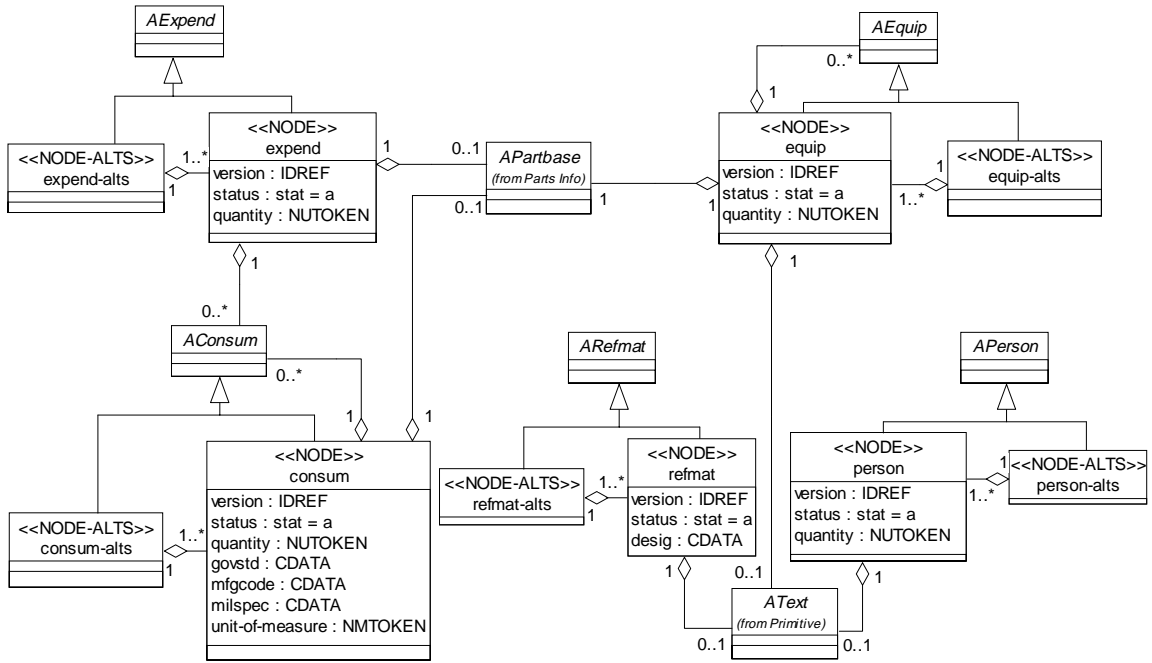 AExpend
AEquip
0..*
1
<<NODE>>
expend
version : IDREF
status : stat = a
quantity : NUTOKEN
<<NODE-ALTS>>
expend-alts
1..*
1
1
0..1
APartbase
(from Parts Info)
0..1
1
<<NODE>>
equip
version : IDREF
status : stat = a
quantity : NUTOKEN
1
<<NODE-ALTS>>
equip-alts
1
1..*
1
1
0..*
AConsum
0..*
ARefmat
APerson
1
1
<<NODE>>
consum
version : IDREF
status : stat = a
quantity : NUTOKEN
govstd : CDATA
mfgcode : CDATA
milspec : CDATA
unit-of-measure : NMTOKEN
<<NODE-ALTS>>
consum-alts
1..*
1
<<NODE>>
refmat
version : IDREF
status : stat = a
desig : CDATA
<<NODE-ALTS>>
refmat-alts
1..*
1
<<NODE>>
person
version : IDREF
status : stat = a
quantity : NUTOKEN
<<NODE-ALTS>>
person-alts
1
1..*
1
0..1
1
AText
(from Primitive)
0..1
0..1